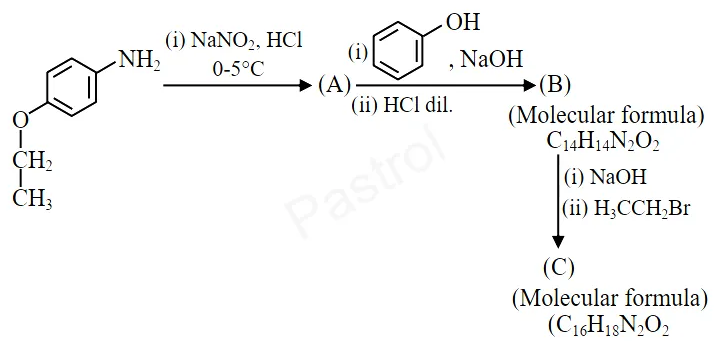 NH₂
O
CH₂
CH₃
(i) NaNO₂, HCl
0-5°C
(A)
OH
(i)
, NaOH
(ii) HCl dil.
(B)
(Molecular formula)
C₁₄H₁₄N₂O₂
(i) NaOH
(ii) H₃CCH₂Br
(C)
(Molecular formula)
(C₁₆H₁₈N₂O₂
Pastrol